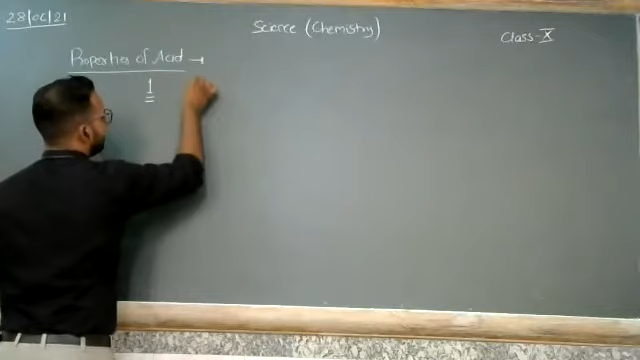 28/06/21
Science (Chemistry)
Class-X
Properties of Acid →
1